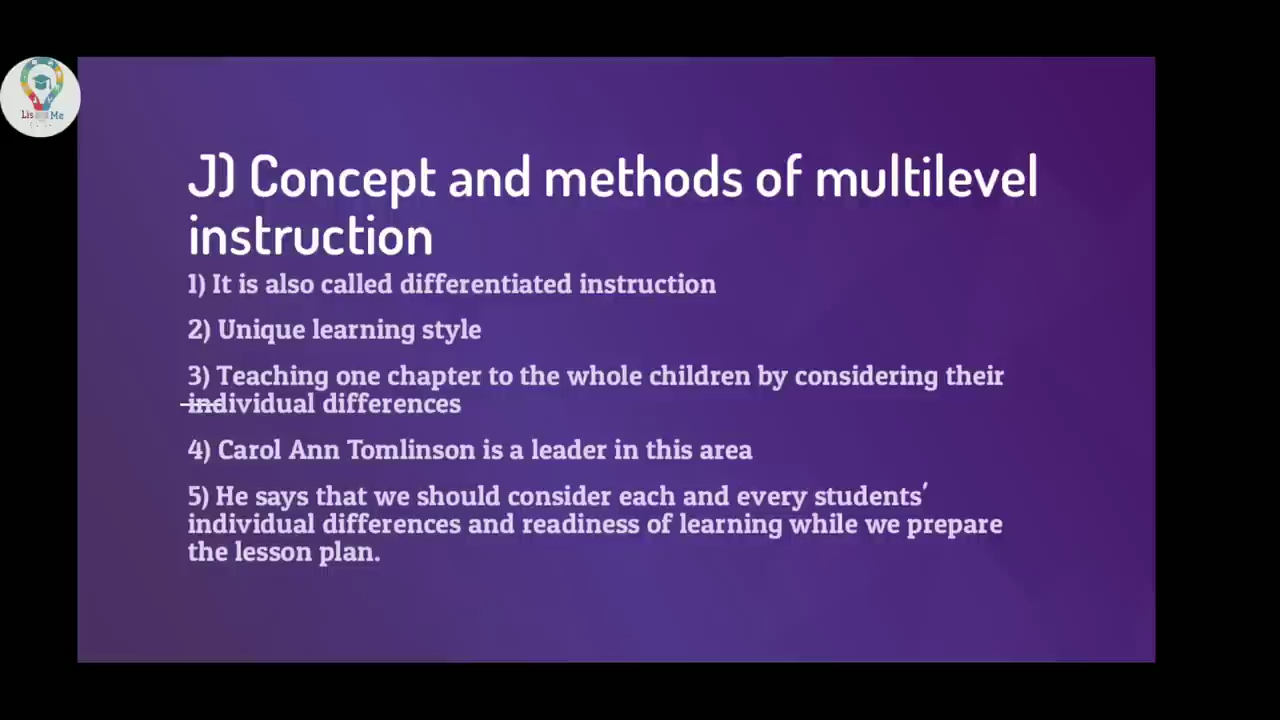 J) Concept and methods of multilevel
instruction
1) It is also called differentiated instruction
2) Unique learning style
3) Teaching one chapter to the whole children by considering their
individual differences
4) Carol Ann Tomlinson is a leader in this area
5) He says that we should consider each and every students'
individual differences and readiness of learning while we prepare
the lesson plan.
Me